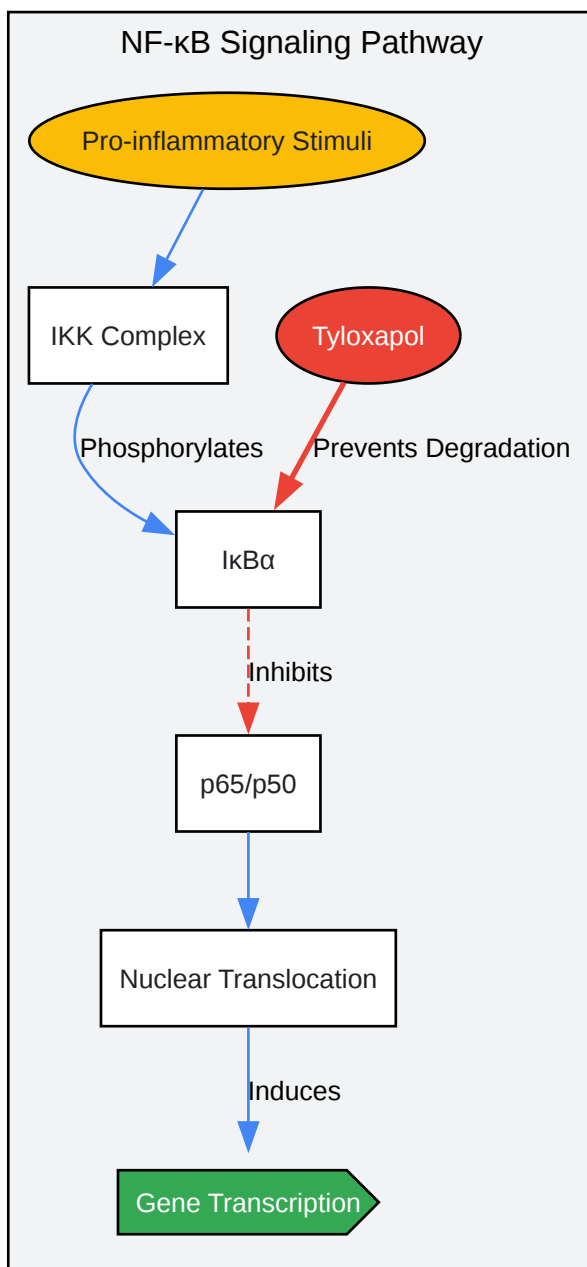 NF-κB Signaling Pathway
Pro-inflammatory Stimuli
IKK Complex
Tyloxapol
Phosphorylates
Prevents Degradation
IκBα
Inhibits
p65/p50
Nuclear Translocation
Induces
Gene Transcription